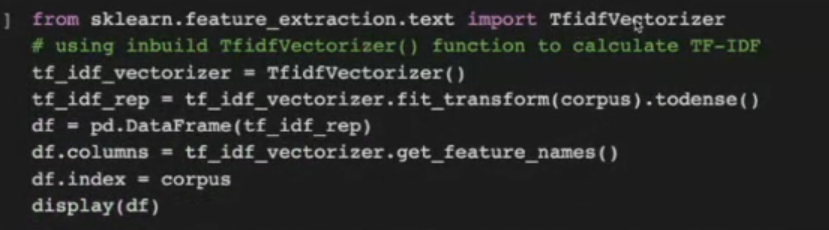 ] from sklearn.feature_extraction.text import TfidfVectorizer
# using inbuild TfidfVectorizer() function to calculate TF-IDF
tf_idf_vectorizer = TfidfVectorizer()
tf_idf_rep = tf_idf_vectorizer.fit_transform(corpus).todense()
df = pd.DataFrame(tf_idf_rep)
df.columns = tf_idf_vectorizer.get_feature_names()
df.index = corpus
display(df)